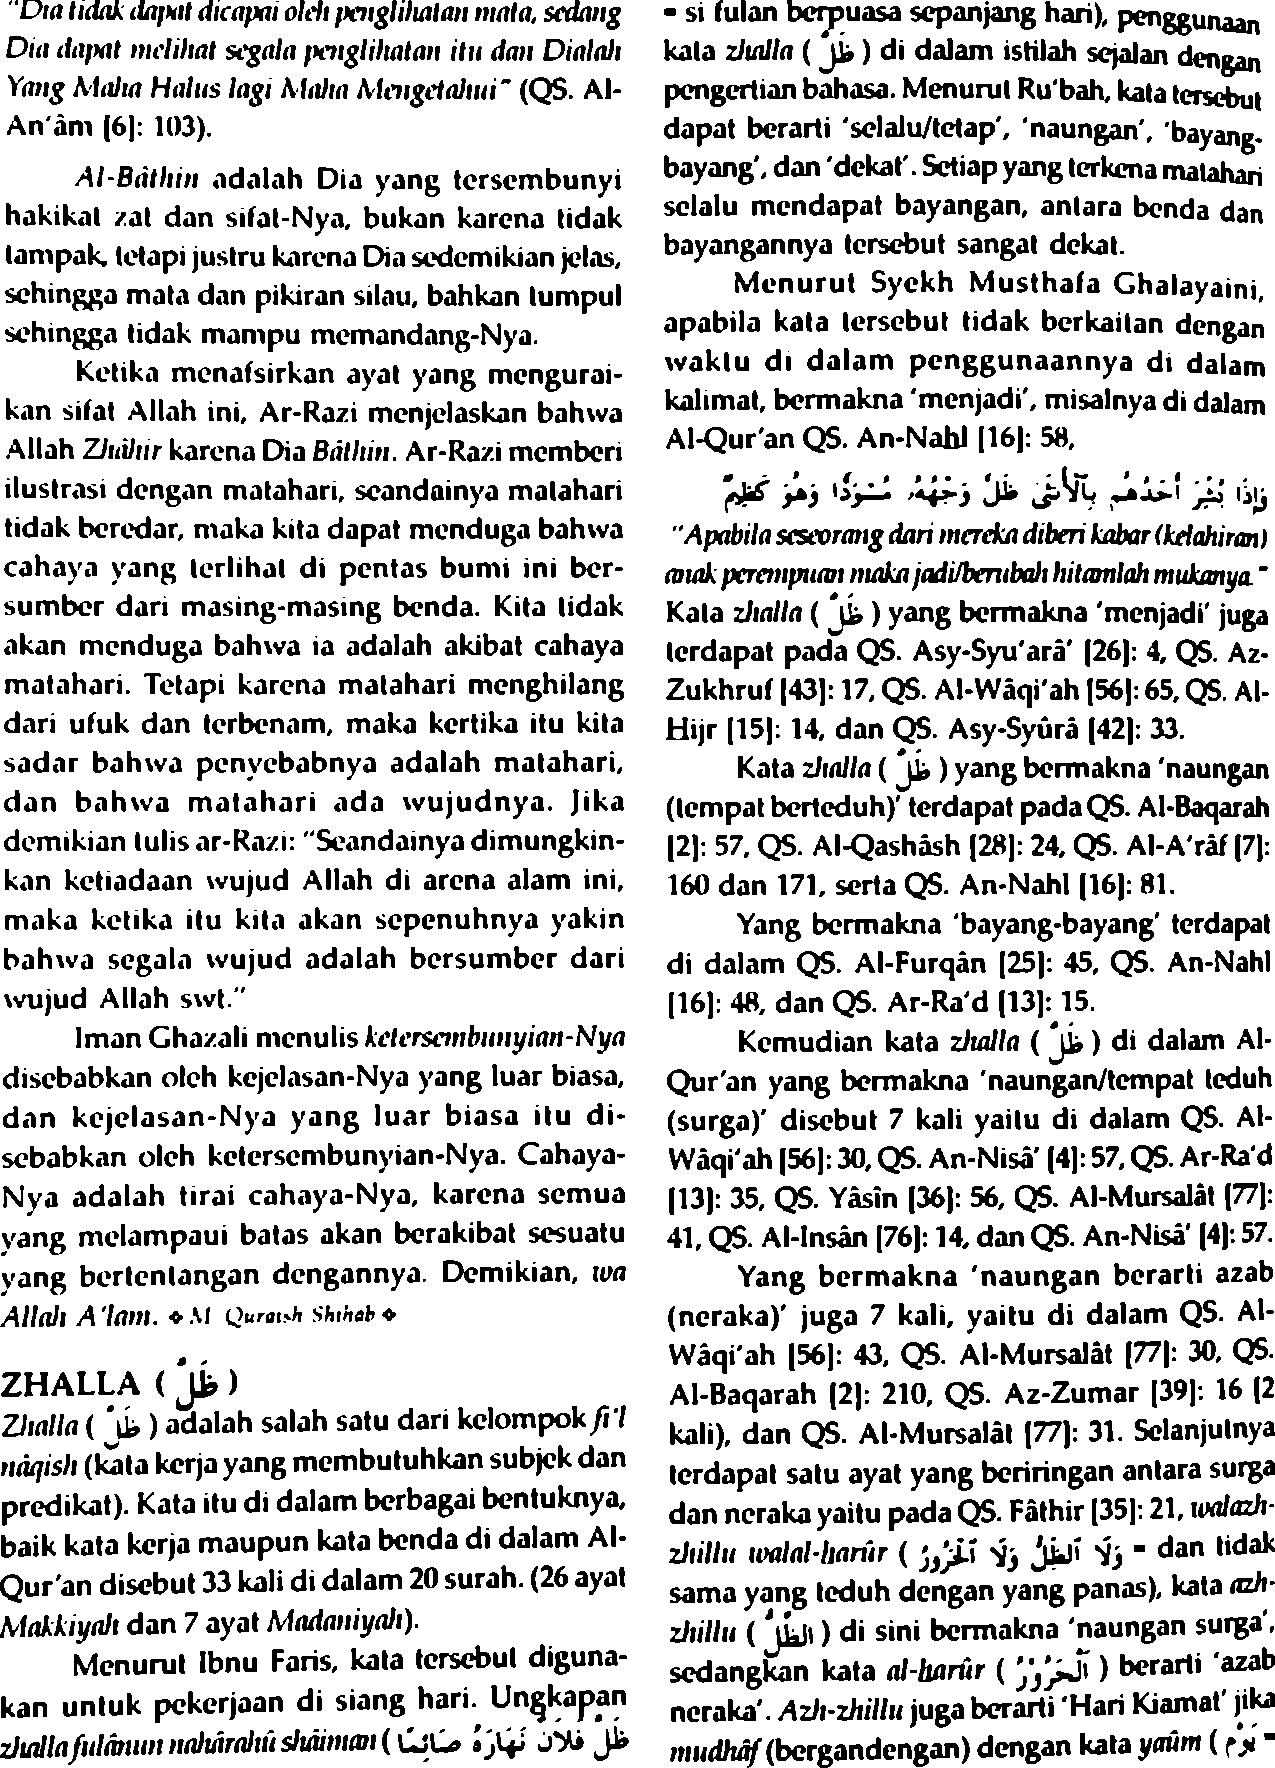 "Dia tidak dapat dicapai oleh penglihatan mata, sedang
Dia dapat melihat segala penglihatan itu dan Dialah
Yang Maha Halus lagi Maha Mengetahui" (QS. Al-
An'âm [6]: 103).
Al-Bâthin adalah Dia yang tersembunyi
hakikat zat dan sifat-Nya, bukan karena tidak
tampak, tetapi justru karena Dia sedemikian jelas,
sehingga mata dan pikiran silau, bahkan tumpul
sehingga tidak mampu memandang-Nya.
Ketika menafsirkan ayat yang mengurai-
kan sifat Allah ini, Ar-Razi menjelaskan bahwa
Allah Zhâhir karena Dia Bâthin. Ar-Razi memberi
ilustrasi dengan matahari, seandainya matahari
tidak beredar, maka kita dapat menduga bahwa
cahaya yang terlihat di pentas bumi ini ber-
sumber dari masing-masing benda. Kita tidak
akan menduga bahwa ia adalah akibat cahaya
matahari. Tetapi karena matahari menghilang
dari ufuk dan terbenam, maka kertika itu kita
sadar bahwa penyebabnya adalah matahari,
dan bahwa matahari ada wujudnya. Jika
demikian tulis ar-Razi: "Seandainya dimungkin-
kan ketiadaan wujud Allah di arena alam ini,
maka ketika itu kita akan sepenuhnya yakin
bahwa segala wujud adalah bersumber dari
wujud Allah swt."
Iman Ghazali menulis ketersembunyian-Nya
disebabkan oleh kejelasan-Nya yang luar biasa,
dan kejelasan-Nya yang luar biasa itu di-
sebabkan oleh ketersembunyian-Nya. Cahaya-
Nya adalah tirai cahaya-Nya, karena semua
yang melampaui batas akan berakibat sesuatu
yang bertentangan dengannya. Demikian, wa
Allah A'lam. ❖ M Quraish Shihab ❖
ZHALLA ( ظَلَّ )
Zhalla ( ظَلَّ ) adalah salah satu dari kelompok fi'l
nâqish (kata kerja yang membutuhkan subjek dan
predikat). Kata itu di dalam berbagai bentuknya,
baik kata kerja maupun kata benda di dalam Al-
Qur'an disebut 33 kali di dalam 20 surah. (26 ayat
Makkiyah dan 7 ayat Madaniyah).
Menurut Ibnu Faris, kata tersebut diguna-
kan untuk pekerjaan di siang hari. Ungkapan
zhalla fulânun nahârahû shâiman ( ظَلَّ فُلَانٌ نَهَارَهُ صَائِمًا
= si fulan berpuasa sepanjang hari), penggunaan
kata zhalla ( ظَلَّ ) di dalam istilah sejalan dengan
pengertian bahasa. Menurut Ru'bah, kata tersebut
dapat berarti 'selalu/tetap', 'naungan', 'bayang-
bayang', dan 'dekat'. Setiap yang terkena matahari
selalu mendapat bayangan, antara benda dan
bayangannya tersebut sangat dekat.
Menurut Syekh Musthafa Ghalayaini,
apabila kata tersebut tidak berkaitan dengan
waktu di dalam penggunaannya di dalam
kalimat, bermakna 'menjadi', misalnya di dalam
Al-Qur'an QS. An-Nahl [16]: 58,
وَإِذَا بُشِّرَ أَحَدُهُم بِٱلْأُنثَىٰ ظَلَّ وَجْهُهُۥ مُسْوَدًّا وَهُوَ كَظِيمٌ
"Apabila seseorang dari mereka diberi kabar (kelahiran)
anak perempuan maka jadi/berubah hitamlah mukanya."
Kata zhalla ( ظَلَّ ) yang bermakna 'menjadi' juga
terdapat pada QS. Asy-Syu'arâ' [26]: 4, QS. Az-
Zukhruf [43]: 17, QS. Al-Wâqi'ah [56]: 65, QS. Al-
Hijr [15]: 14, dan QS. Asy-Syûrâ [42]: 33.
Kata zhalla ( ظَلَّ ) yang bermakna 'naungan
(tempat berteduh)' terdapat pada QS. Al-Baqarah
[2]: 57, QS. Al-Qashâsh [28]: 24, QS. Al-A'râf [7]:
160 dan 171, serta QS. An-Nahl [16]: 81.
Yang bermakna 'bayang-bayang' terdapat
di dalam QS. Al-Furqân [25]: 45, QS. An-Nahl
[16]: 48, dan QS. Ar-Ra'd [13]: 15.
Kemudian kata zhalla ( ظَلَّ ) di dalam Al-
Qur'an yang bermakna 'naungan/tempat teduh
(surga)' disebut 7 kali yaitu di dalam QS. Al-
Wâqi'ah [56]: 30, QS. An-Nisâ' [4]: 57, QS. Ar-Ra'd
[13]: 35, QS. Yâsîn [36]: 56, QS. Al-Mursalât [77]:
41, QS. Al-Insân [76]: 14, dan QS. An-Nisâ' [4]: 57.
Yang bermakna 'naungan berarti azab
(neraka)' juga 7 kali, yaitu di dalam QS. Al-
Wâqi'ah [56]: 43, QS. Al-Mursalât [77]: 30, QS.
Al-Baqarah [2]: 210, QS. Az-Zumar [39]: 16 (2
kali), dan QS. Al-Mursalât [77]: 31. Selanjutnya
terdapat satu ayat yang beriringan antara surga
dan neraka yaitu pada QS. Fâthir [35]: 21, walazh-
zhillu walal-harûr ( وَلَا ٱلظِّلُّ وَلَا ٱلْحَرُورُ = dan tidak
sama yang teduh dengan yang panas), kata azh-
zhillu ( الظِّلُّ ) di sini bermakna 'naungan surga',
sedangkan kata al-harûr ( ٱلْحَرُورُ ) berarti 'azab
neraka'. Azh-zhillu juga berarti 'Hari Kiamat' jika
mudhâf (bergandengan) dengan kata yaûm ( يَوْم =